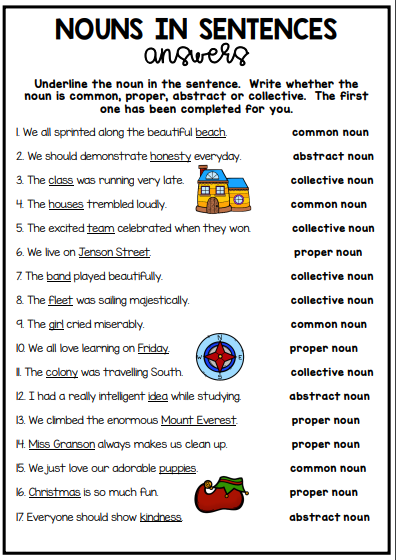 NOUNS IN SENTENCES
answers
Underline the noun in the sentence. Write whether the
noun is common, proper, abstract or collective. The first
one has been completed for you.
1. We all sprinted along the beautiful beach. common noun
2. We should demonstrate honesty everyday. abstract noun
3. The class was running very late. collective noun
4. The houses trembled loudly. common noun
5. The excited team celebrated when they won. collective noun
6. We live on Jenson Street. proper noun
7. The band played beautifully. collective noun
8. The fleet was sailing majestically. collective noun
9. The girl cried miserably. common noun
10. We all love learning on Friday. proper noun
N
W E
S
11. The colony was travelling South. collective noun
12. I had a really intelligent idea while studying. abstract noun
13. We climbed the enormous Mount Everest. proper noun
14. Miss Granson always makes us clean up. proper noun
15. We just love our adorable puppies. common noun
16. Christmas is so much fun. proper noun
17. Everyone should show kindness. abstract noun